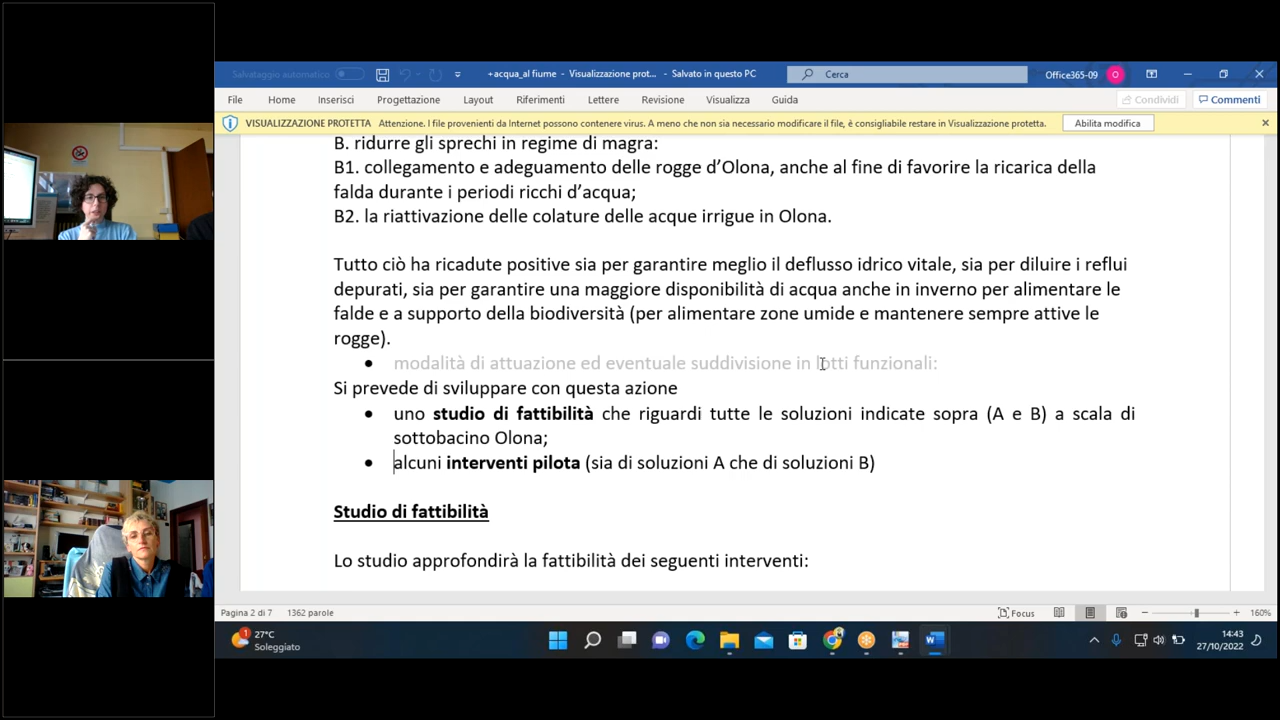 Salvataggio automatico
+acqua_al fiume - Visualizzazione prot... - Salvato in questo PC
Cerca
Office365-09
O
File Home Inserisci Progettazione Layout Riferimenti Lettere Revisione Visualizza Guida
Condividi
Commenti
VISUALIZZAZIONE PROTETTA Attenzione. I file provenienti da Internet possono contenere virus. A meno che non sia necessario modificare il file, è consigliabile restare in Visualizzazione protetta.
Abilita modifica
B. ridurre gli sprechi in regime di magra:
B1. collegamento e adeguamento delle rogge d'Olona, anche al fine di favorire la ricarica della
falda durante i periodi ricchi d'acqua;
B2. la riattivazione delle colature delle acque irrigue in Olona.
Tutto ciò ha ricadute positive sia per garantire meglio il deflusso idrico vitale, sia per diluire i reflui
depurati, sia per garantire una maggiore disponibilità di acqua anche in inverno per alimentare le
falde e a supporto della biodiversità (per alimentare zone umide e mantenere sempre attive le
rogge).
• modalità di attuazione ed eventuale suddivisione in lotti funzionali:
Si prevede di sviluppare con questa azione
• uno studio di fattibilità che riguardi tutte le soluzioni indicate sopra (A e B) a scala di
sottobacino Olona;
• alcuni interventi pilota (sia di soluzioni A che di soluzioni B)
Studio di fattibilità
Lo studio approfondirà la fattibilità dei seguenti interventi:
Pagina 2 di 7 1362 parole
Focus
160%
1
27°C
Soleggiato
14:43
27/10/2022